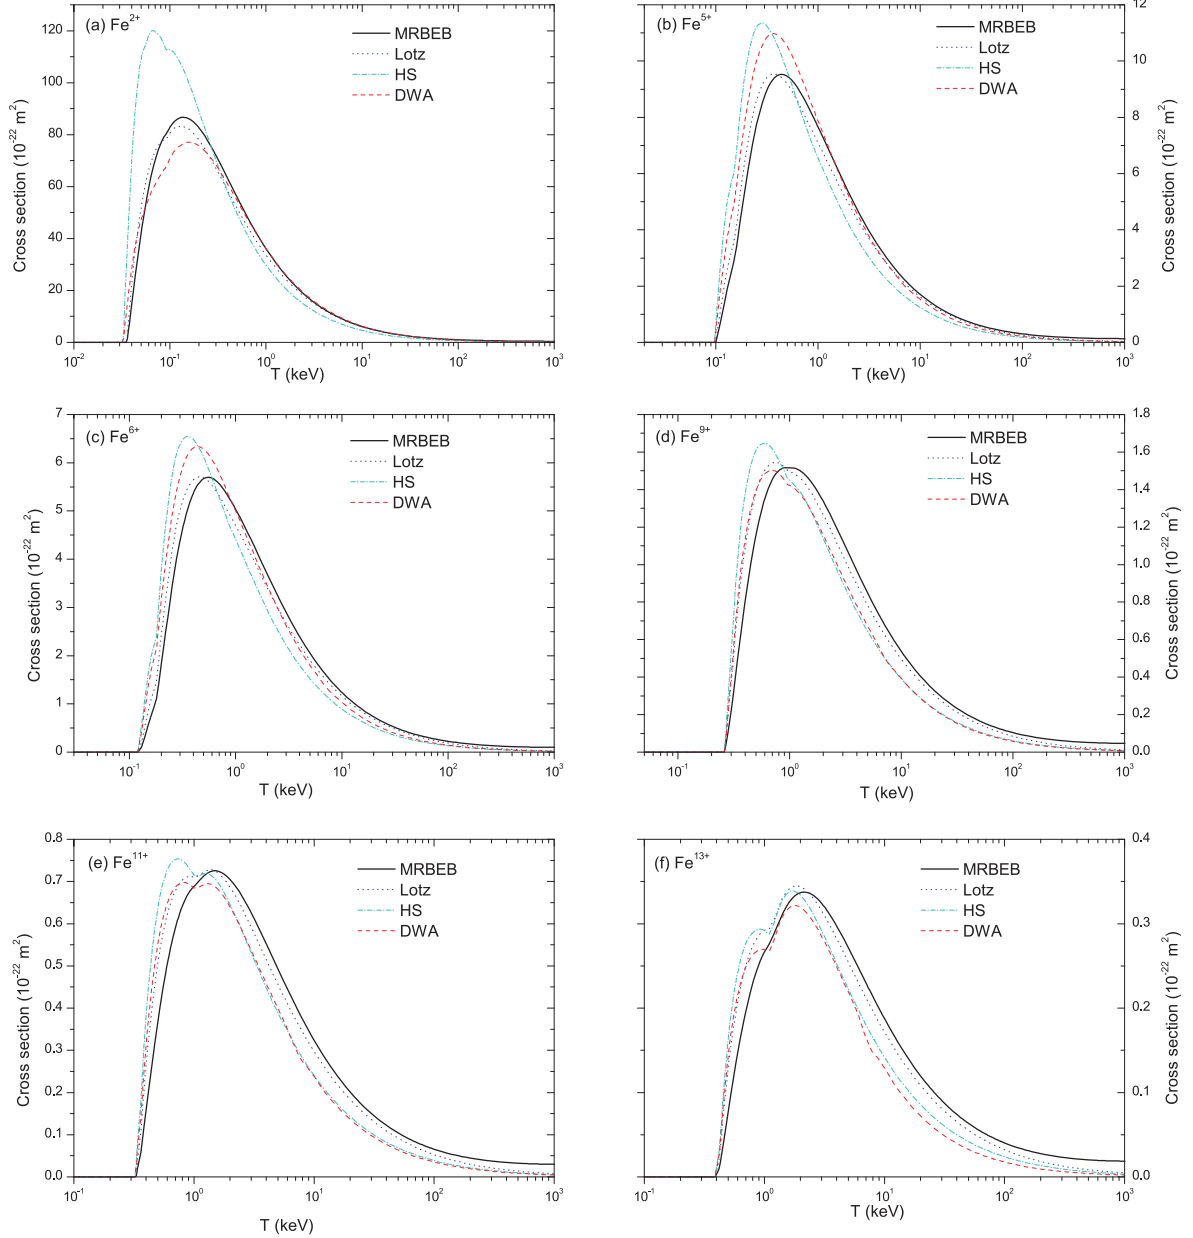 (a) Fe2+
MRBEB
Lotz
HS
DWA
120
100
80
60
40
20
0
Cross section (10-22 m2)
10-2
10-1
100
101
102
103
T (keV)
(b) Fe5+
MRBEB
Lotz
HS
DWA
12
10
8
6
4
2
0
Cross section (10-22 m2)
10-1
100
101
102
103
T (keV)
(c) Fe6+
MRBEB
Lotz
HS
DWA
7
6
5
4
3
2
1
0
Cross section (10-22 m2)
10-1
100
101
102
103
T (keV)
(d) Fe9+
MRBEB
Lotz
HS
DWA
1.8
1.6
1.4
1.2
1.0
0.8
0.6
0.4
0.2
0.0
Cross section (10-22 m2)
10-1
100
101
102
103
T (keV)
(e) Fe11+
MRBEB
Lotz
HS
DWA
0.8
0.7
0.6
0.5
0.4
0.3
0.2
0.1
0.0
Cross section (10-22 m2)
10-1
100
101
102
103
T (keV)
(f) Fe13+
MRBEB
Lotz
HS
DWA
0.4
0.3
0.2
0.1
0.0
Cross section (10-22 m2)
10-1
100
101
102
103
T (keV)